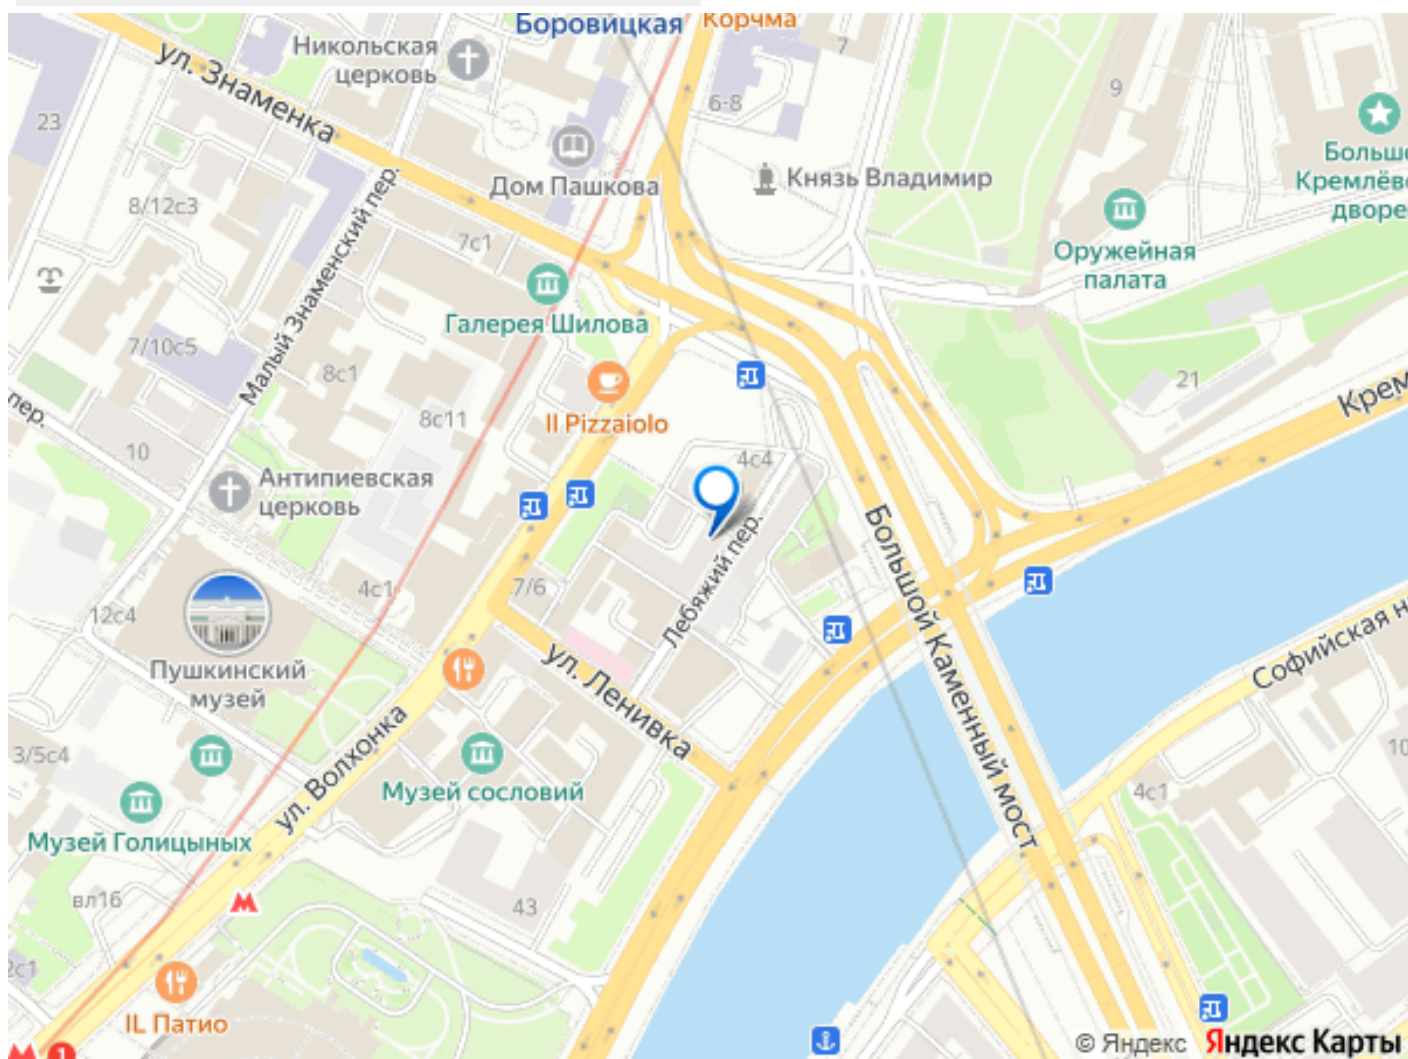 Боровицкая
Корчма
Никольская
церковь
7
ул. Знаменка
6-8
9
23
Больш
Кремлёв
дворе
Дом Пашкова
Князь Владимир
8/12с3
Малый Знаменский пер.
7с1
Оружейная
палата
Галерея Шилова
7/10с5
8с1
21
Крем
пер.
8с11
Il Pizzaiolo
10
4с4
Антипиевская
церковь
Большой Каменный мост
Лебяжий пер.
4с1
7/6
12с4
Софийская н
Пушкинский
музей
ул. Ленивка
ул. Волхонка
3/5с4
10
Музей сословий
4с1
Музей Голицыных
вл16
43
2с1
IL Патио
1
© Яндекс Яндекс Карты